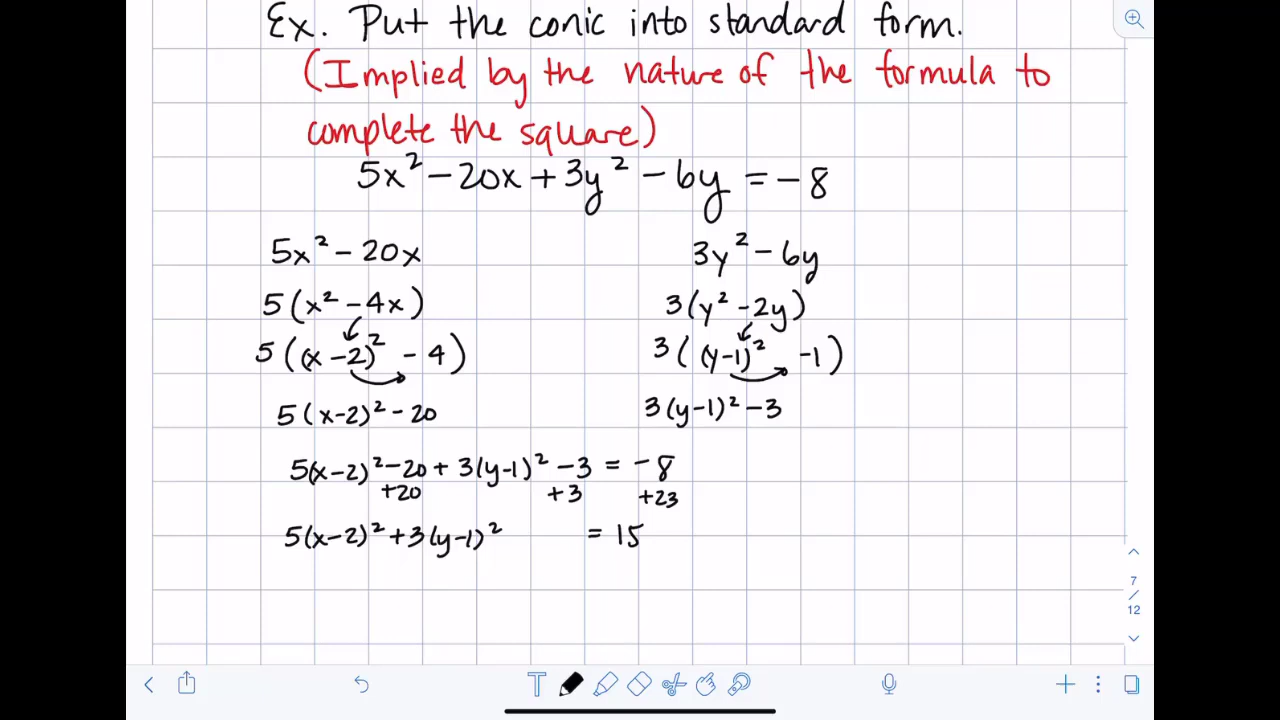 Ex. Put the conic into standard form.
(Implied by the nature of the formula to
complete the square)
5x² - 20x + 3y² - 6y = -8
5x² - 20x
3y² - 6y
5(x² - 4x)
3(y² - 2y)
5((x - 2)² - 4)
3((y-1)² -1)
5(x-2)² - 20
3(y-1)² - 3
5(x-2)² - 20 + 3(y-1)² - 3 = -8
+20 +3 +23
5(x-2)² + 3(y-1)² = 15
7
/
12
T